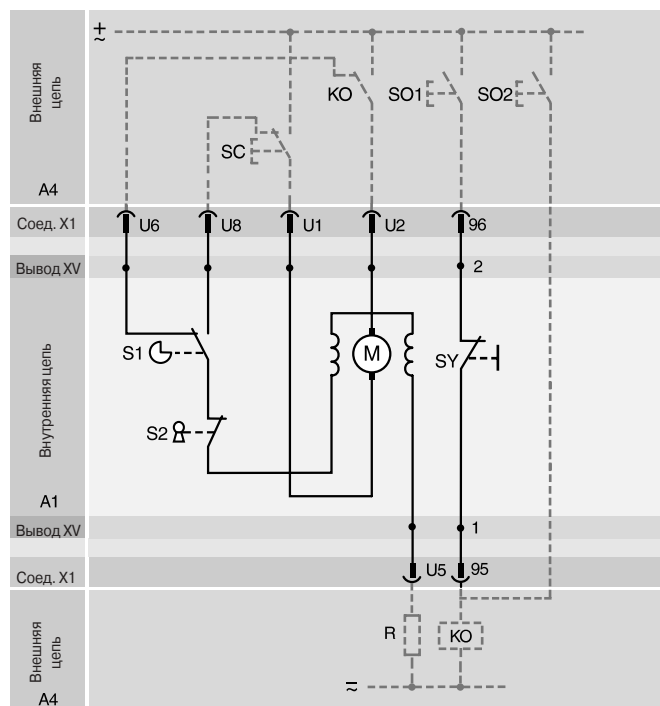 +
~
Внешняя
цепь
KO
SO1
SO2
SC
A4
Соед. X1
U6
U8
U1
U2
96
Вывод XV
2
S1
M
SY
Внутренняя цепь
S2
A1
Вывод XV
1
Соед. X1
U5
95
Внешняя
цепь
R
KO
A4